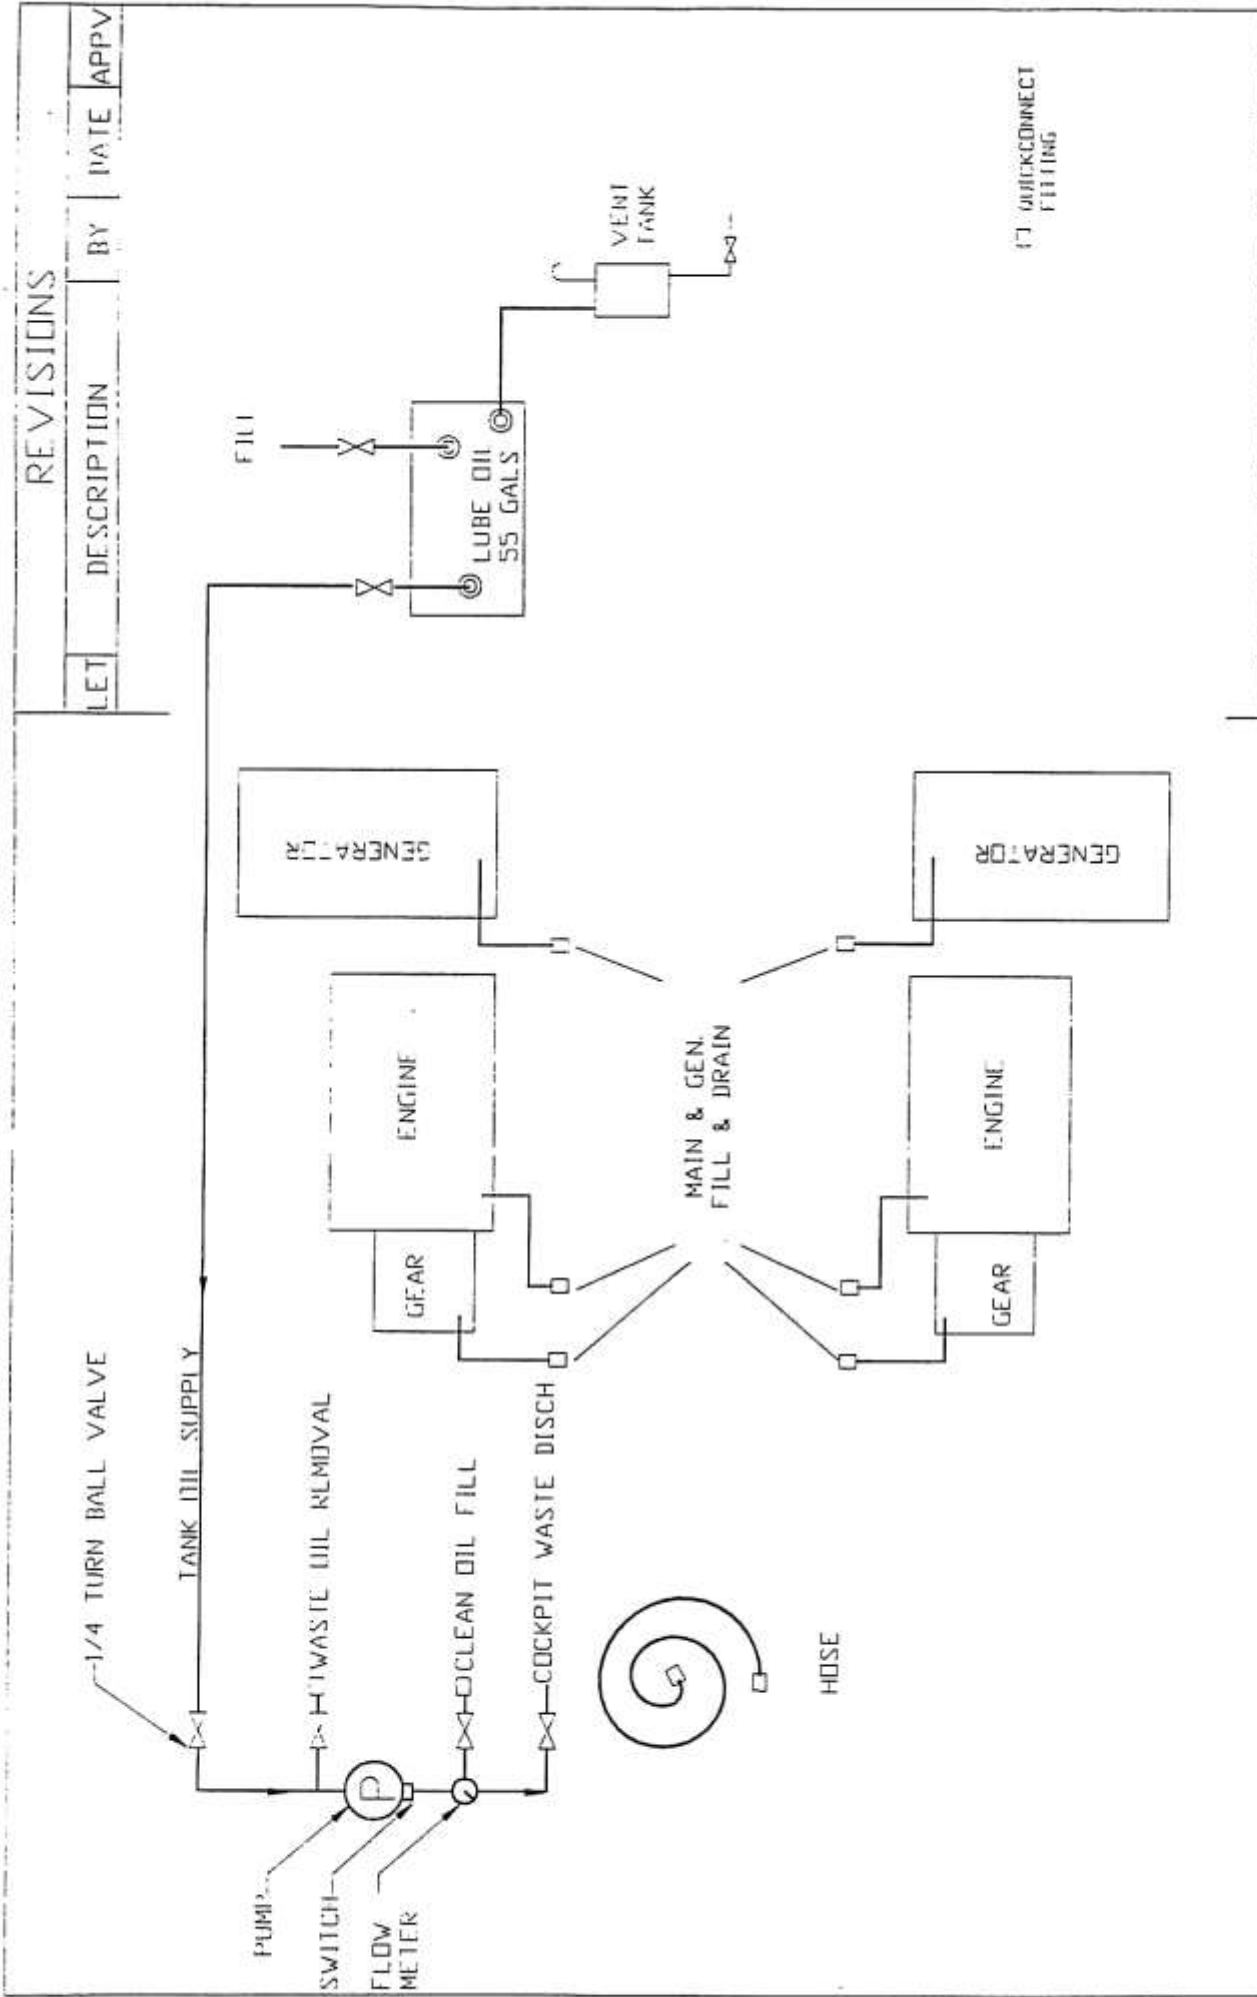 REVISIONS
LET DESCRIPTION BY DATE APPV
1/4 TURN BALL VALVE
TANK OIL SUPPLY
FILL
PUMP
WASTE OIL REMOVAL
GENERATOR
SWITCH
P
ENGINE
GEAR
FLOW
METER
CLEAN OIL FILL
LUBE OIL
55 GALS
COCKPIT WASTE DISCH
VENT
TANK
MAIN & GEN.
FILL & DRAIN
HOSE
ENGINE
GEAR
GENERATOR
QUICKCONNECT
FITTING